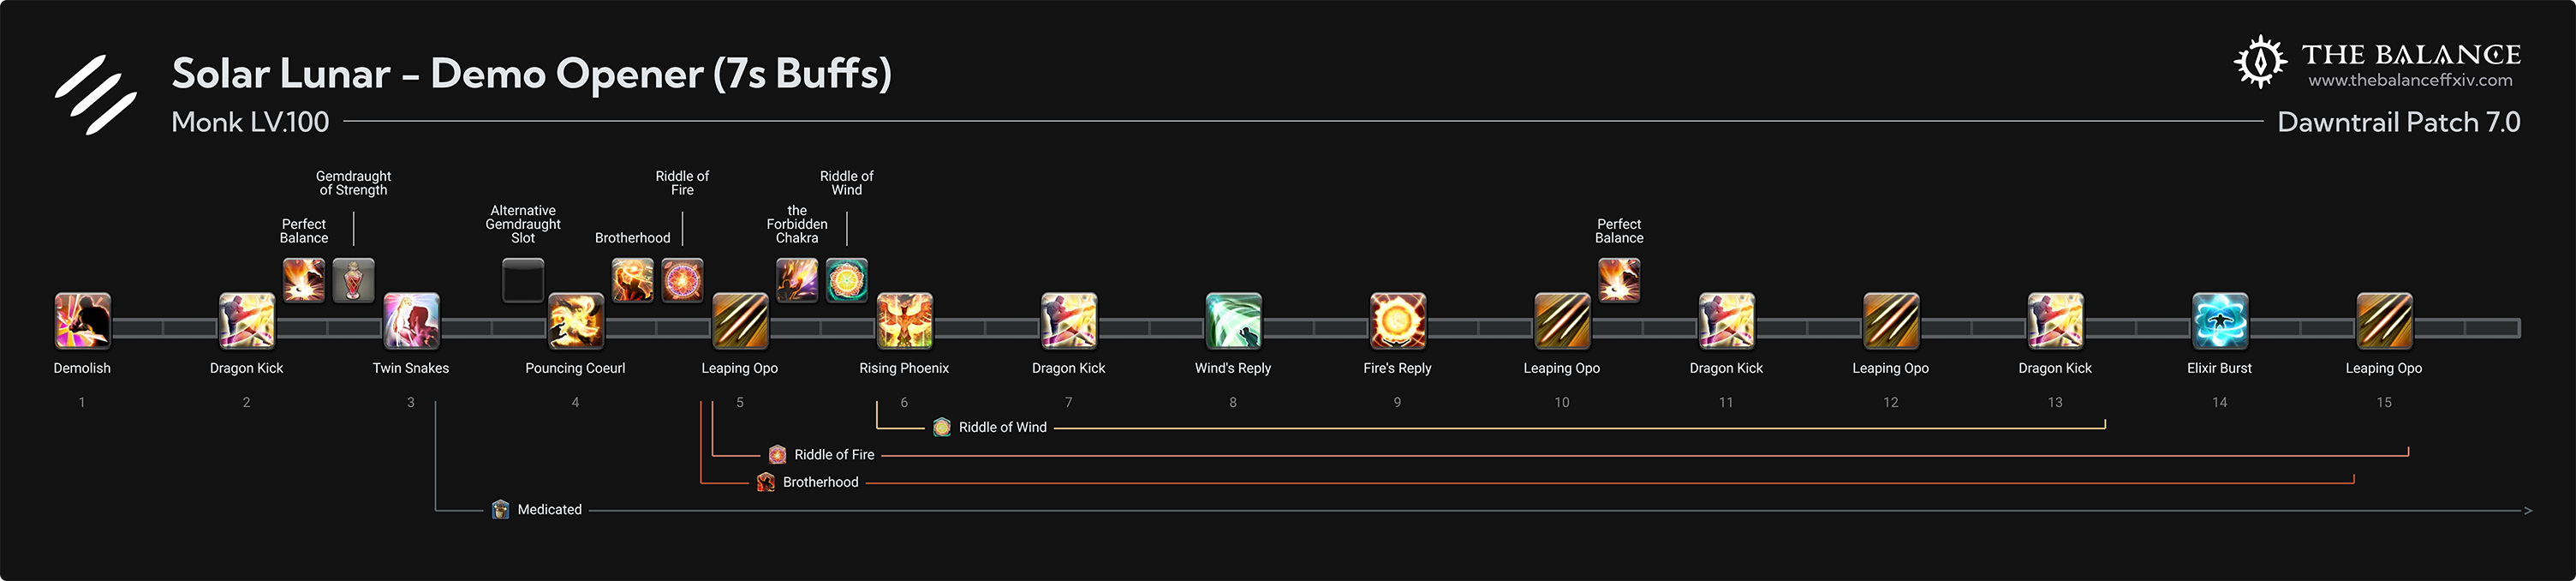 Solar Lunar – Demo Opener (7s Buffs)
THE BALANCE
www.thebalanceffxiv.com
Monk LV.100
Dawntrail Patch 7.0
Gemdraught
of Strength
Riddle of
Fire
Riddle of
Wind
Perfect
Balance
Alternative
Gemdraught
Slot
Brotherhood
the
Forbidden
Chakra
Perfect
Balance
Demolish
Dragon Kick
Twin Snakes
Pouncing Coeurl
Leaping Opo
Rising Phoenix
Dragon Kick
Wind's Reply
Fire's Reply
Leaping Opo
Dragon Kick
Leaping Opo
Dragon Kick
Elixir Burst
Leaping Opo
1
2
3
4
5
6
7
8
9
10
11
12
13
14
15
Riddle of Wind
Riddle of Fire
Brotherhood
Medicated